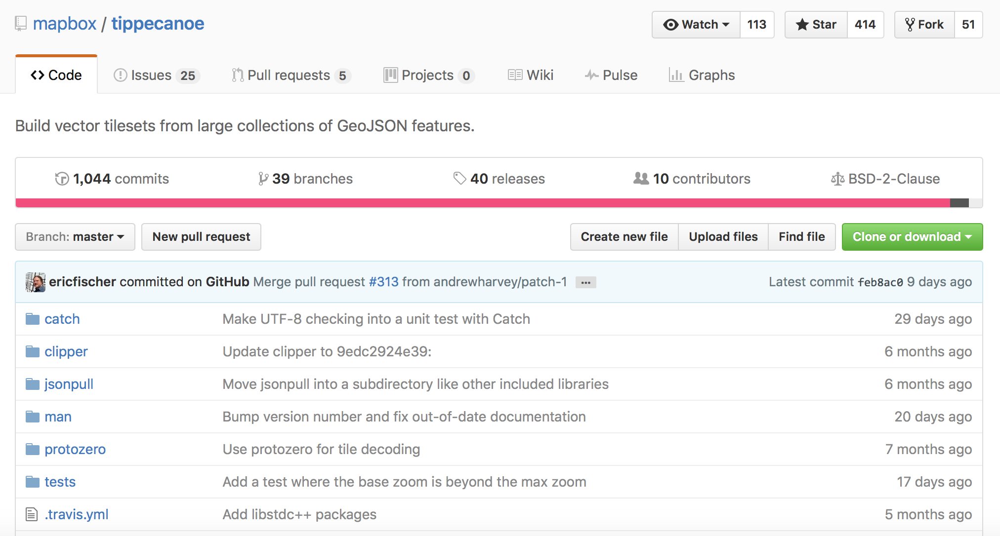 mapbox / tippecanoe Watch 113 Star 414 Fork 51
Code Issues 25 Pull requests 5 Projects 0 Wiki Pulse Graphs
Build vector tilesets from large collections of GeoJSON features.
1,044 commits 39 branches 40 releases 10 contributors BSD-2-Clause
Branch: master New pull request Create new file Upload files Find file Clone or download
ericfischer committed on GitHub Merge pull request #313 from andrewharvey/patch-1 ... Latest commit feb8ac0 9 days ago
catch Make UTF-8 checking into a unit test with Catch 29 days ago
clipper Update clipper to 9edc2924e39: 6 months ago
jsonpull Move jsonpull into a subdirectory like other included libraries 6 months ago
man Bump version number and fix out-of-date documentation 20 days ago
protozero Use protozero for tile decoding 7 months ago
tests Add a test where the base zoom is beyond the max zoom 17 days ago
.travis.yml Add libstdc++ packages 5 months ago